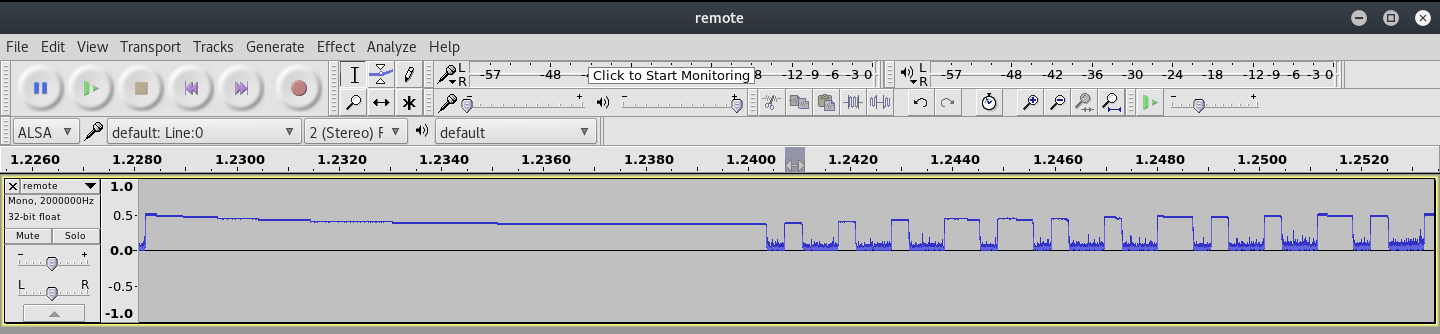 remote
File Edit View Transport Tracks Generate Effect Analyze Help
L R -57 -48 Click to Start Monitoring 8 -12 -9 -6 -3 0 L R -57 -48 -42 -36 -30 -24 -18 -12 -9 -6 -3 0
- + - + - +
ALSA default: Line:0 2 (Stereo) F default
1.2260 1.2280 1.2300 1.2320 1.2340 1.2360 1.2380 1.2400 1.2420 1.2440 1.2460 1.2480 1.2500 1.2520
remote 1.0
Mono, 2000000Hz
32-bit float 0.5
Mute Solo
- + 0.0
L R -0.5
-1.0